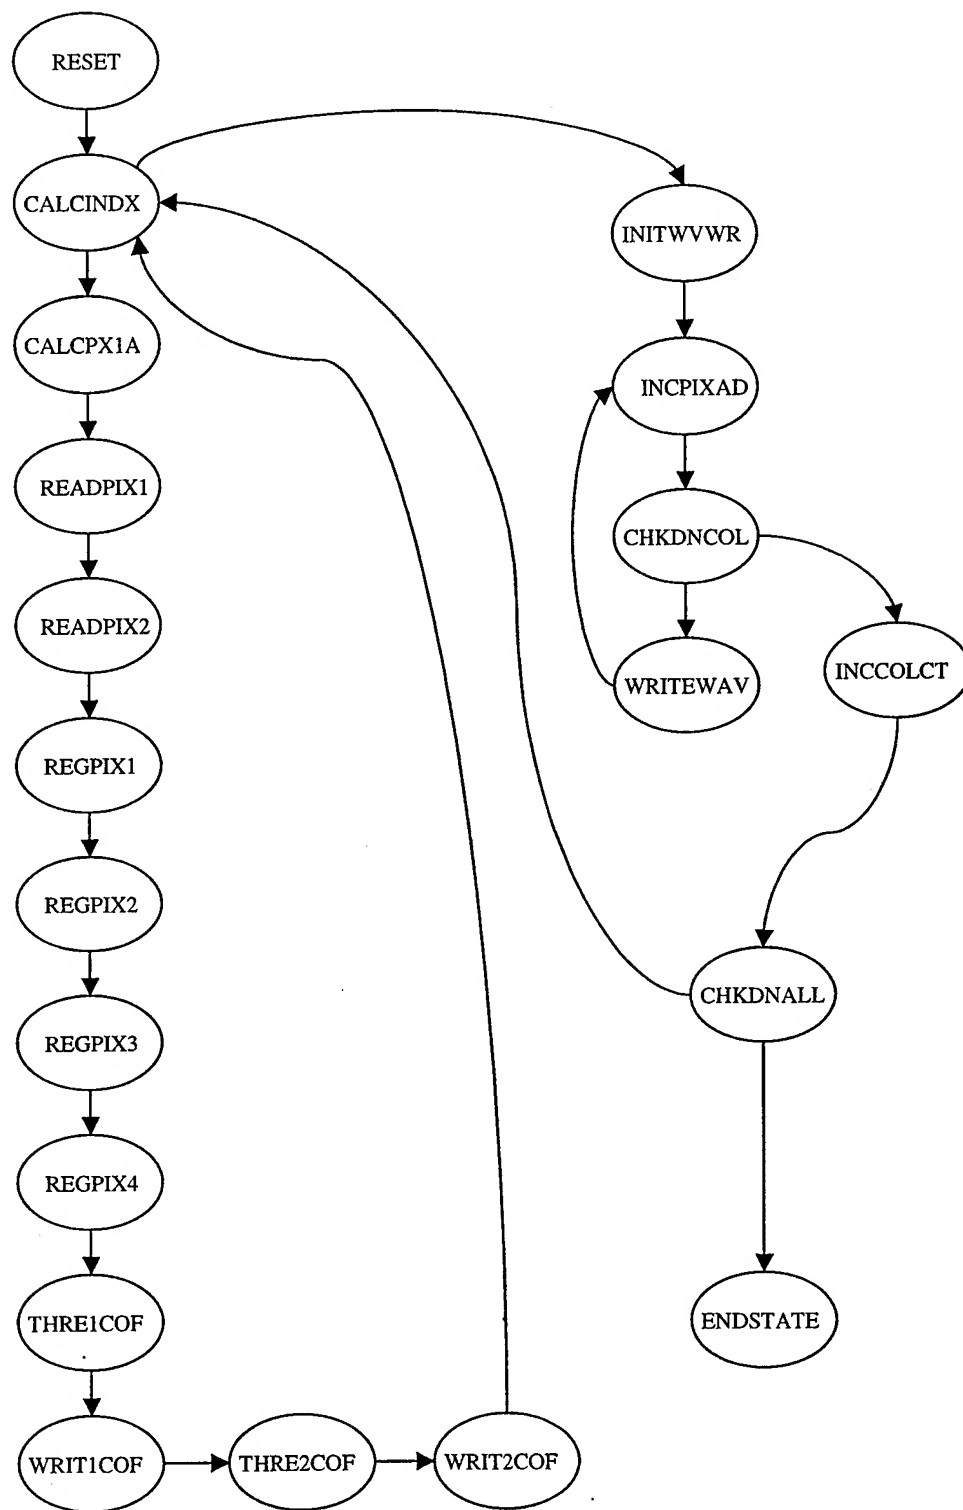 RESET
CALCINDX
INITWVWR
CALCPX1A
INCPIXAD
READPIX1
CHKDNCOL
READPIX2
WRITEWAV
INCCOLCT
REGPIX1
REGPIX2
CHKDNALL
REGPIX3
REGPIX4
THRE1COF
ENDSTATE
WRIT1COF
THRE2COF
WRIT2COF